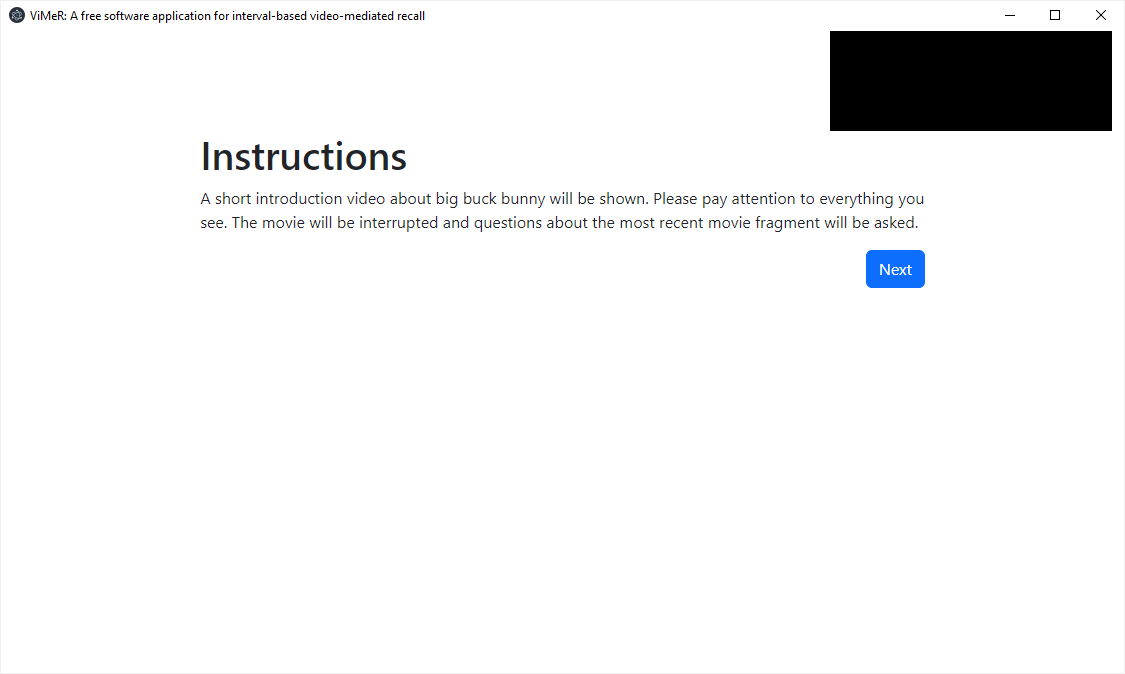 ViMeR: A free software application for interval-based video-mediated recall
Instructions
A short introduction video about big buck bunny will be shown. Please pay attention to everything you
see. The movie will be interrupted and questions about the most recent movie fragment will be asked.
Next